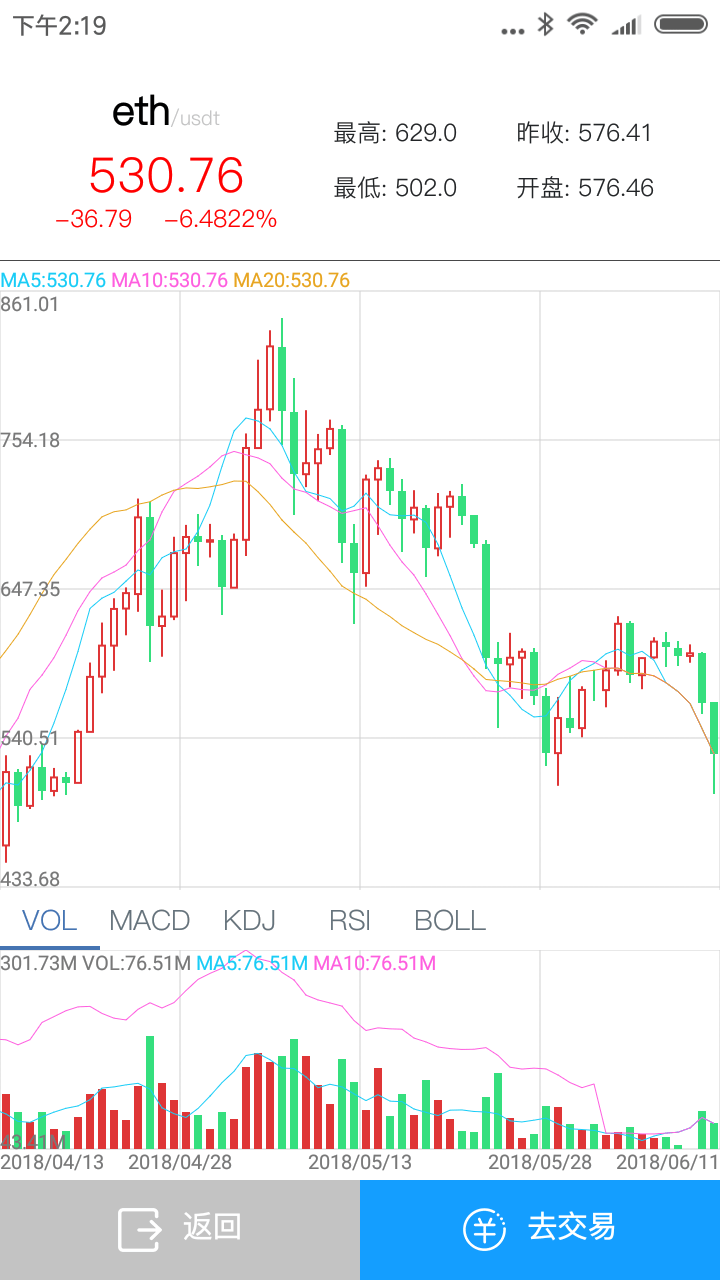 下午2:19
eth/usdt
530.76
-36.79 -6.4822%
最高: 629.0 昨收: 576.41
最低: 502.0 开盘: 576.46
MA5:530.76 MA10:530.76 MA20:530.76
861.01
754.18
647.35
540.51
433.68
VOL MACD KDJ RSI BOLL
301.73M VOL:76.51M MA5:76.51M MA10:76.51M
43.41M
2018/04/13 2018/04/28 2018/05/13 2018/05/28 2018/06/11
返回 去交易